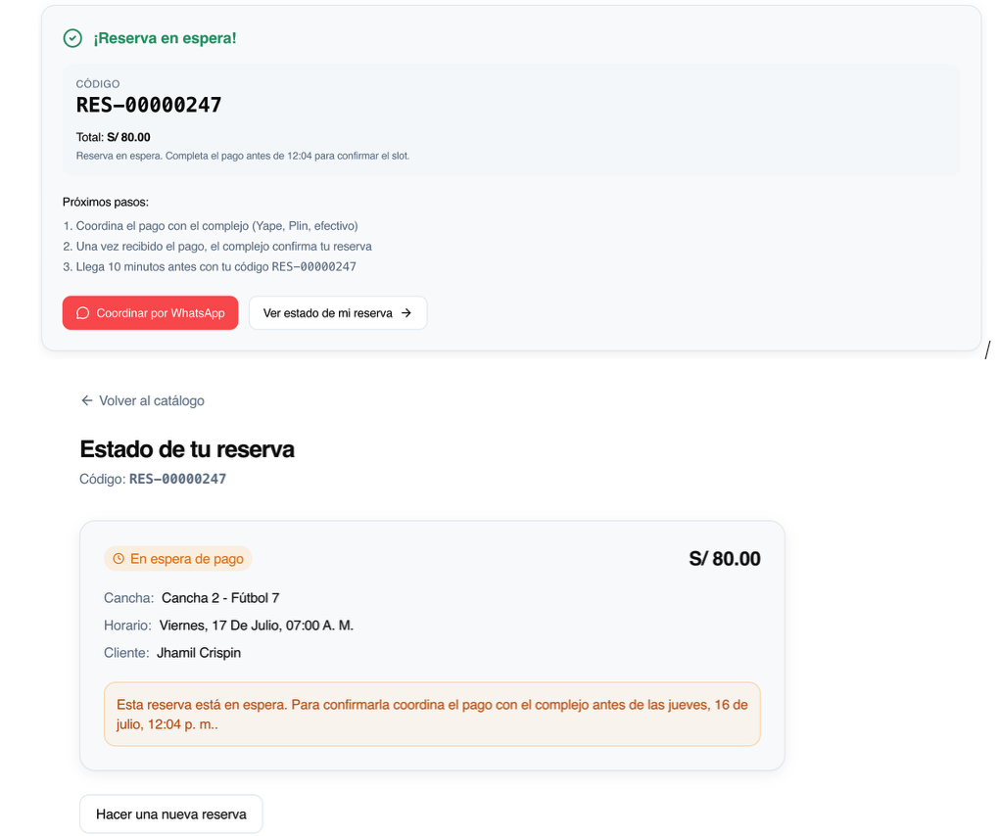 ¡Reserva en espera!
CÓDIGO
RES-00000247
Total: S/ 80.00
Reserva en espera. Completa el pago antes de 12:04 para confirmar el slot.
Próximos pasos:
1. Coordina el pago con el complejo (Yape, Plin, efectivo)
2. Una vez recibido el pago, el complejo confirma tu reserva
3. Llega 10 minutos antes con tu código RES-00000247
Coordinar por WhatsApp
Ver estado de mi reserva →
/
← Volver al catálogo
Estado de tu reserva
Código: RES-00000247
En espera de pago
S/ 80.00
Cancha: Cancha 2 - Fútbol 7
Horario: Viernes, 17 De Julio, 07:00 A. M.
Cliente: Jhamil Crispin
Esta reserva está en espera. Para confirmarla coordina el pago con el complejo antes de las jueves, 16 de
julio, 12:04 p. m..
Hacer una nueva reserva